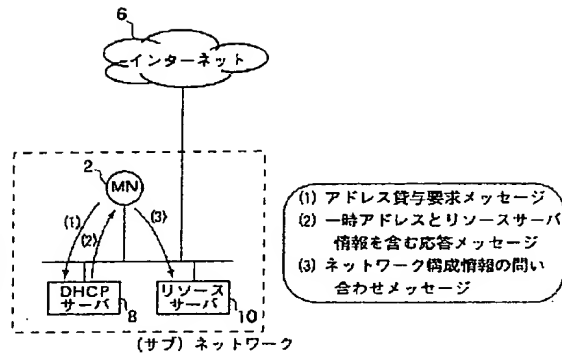 6
インターネット
2
MN
(1)
(2)
(3)
DHCP
サーバ
8
リソース
サーバ
10
(サブ) ネットワーク
(1) アドレス貸与要求メッセージ
(2) 一時アドレスとリソースサーバ
情報を含む応答メッセージ
(3) ネットワーク構成情報の問い
合わせメッセージ